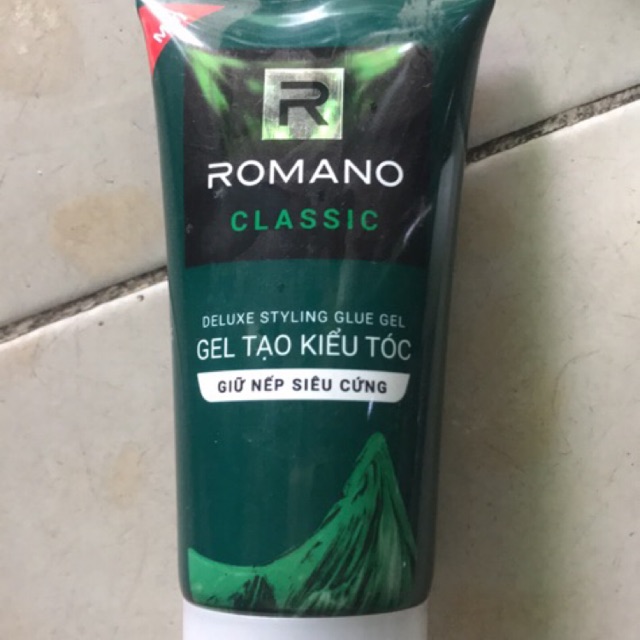 R
ROMANO
CLASSIC
DELUXE STYLING GLUE GEL
GEL TẠO KIỂU TÓC
GIỮ NẾP SIÊU CỨNG